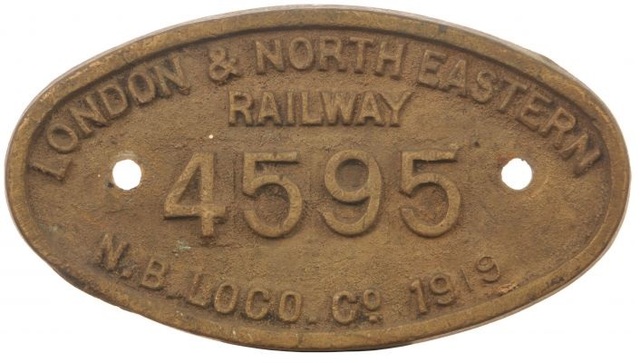 LONDON & NORTH EASTERN
RAILWAY
4595
N.B. LOCO. Co 1919